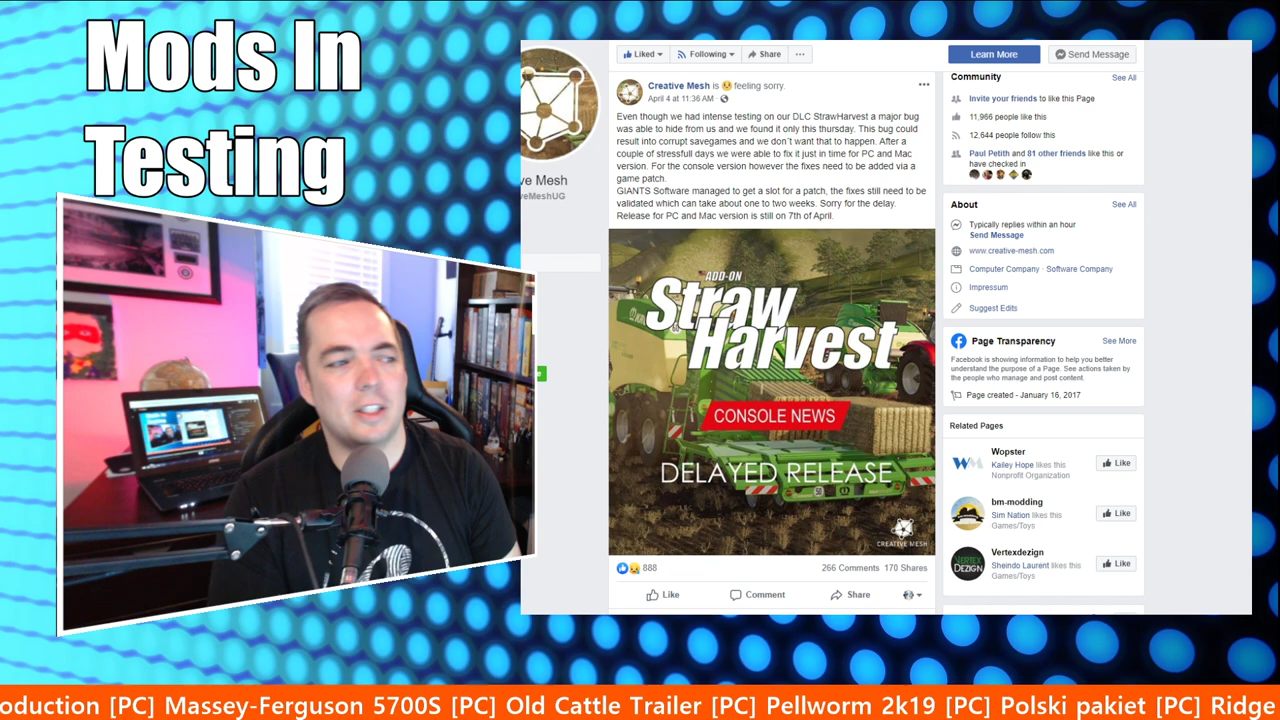 Mods In
Testing
Liked
Following
Share
Learn More
Send Message
Creative Mesh is feeling sorry.
April 4 at 11:36 AM
Even though we had intense testing on our DLC StrawHarvest a major bug
was able to hide from us and we found it only this thursday. This bug could
result into corrupt savegames and we don´t want that to happen. After a
couple of stressfull days we were able to fix it just in time for PC and Mac
version. For the console version however the fixes need to be added via a
game patch.
GIANTS Software managed to get a slot for a patch, the fixes still need to be
validated which can take about one to two weeks. Sorry for the delay.
Release for PC and Mac version is still on 7th of April.
ve Mesh
veMeshUG
ADD-ON
Straw
Harvest
CONSOLE NEWS
DELAYED RELEASE
CREATIVE MESH
888
266 Comments 170 Shares
Like
Comment
Share
Community
See All
Invite your friends to like this Page
11,966 people like this
12,644 people follow this
Paul Petith and 81 other friends like this or
have checked in
About
See All
Typically replies within an hour
Send Message
www.creative-mesh.com
Computer Company · Software Company
Impressum
Suggest Edits
Page Transparency
See More
Facebook is showing information to help you better
understand the purpose of a Page. See actions taken by
the people who manage and post content.
Page created - January 16, 2017
Related Pages
Wopster
Kailey Hope likes this
Nonprofit Organization
Like
bm-modding
Sim Nation likes this
Games/Toys
Like
VERTEX
DEZIGN
Vertexdezign
Sheindo Laurent likes this
Games/Toys
Like
oduction [PC] Massey-Ferguson 5700S [PC] Old Cattle Trailer [PC] Pellworm 2k19 [PC] Polski pakiet [PC] Ridge